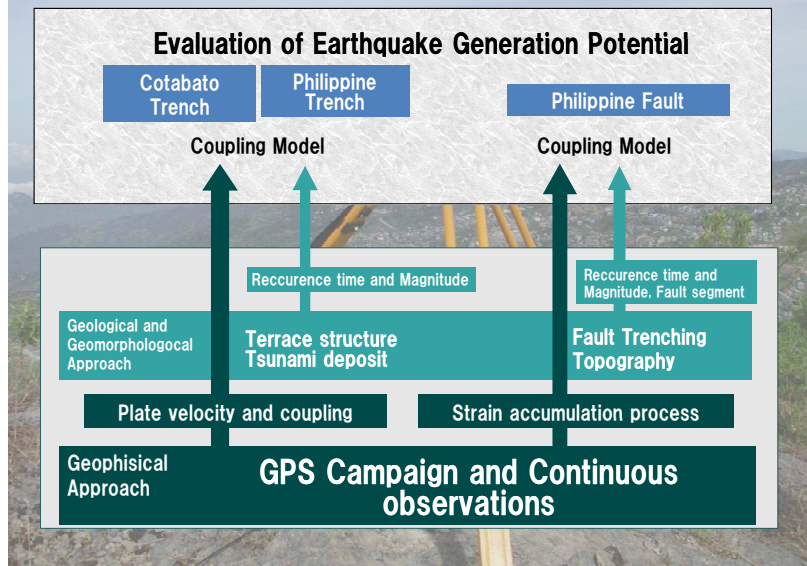 Evaluation of Earthquake Generation Potential
Cotabato
Trench
Philippine
Trench
Philippine Fault
Coupling Model
Coupling Model
Reccurence time and Magnitude
Reccurence time and
Magnitude, Fault segment
Geological and
Geomorphologocal
Approach
Terrace structure
Tsunami deposit
Fault Trenching
Topography
Plate velocity and coupling
Strain accumulation process
Geophisical
Approach
GPS Campaign and Continuous
observations